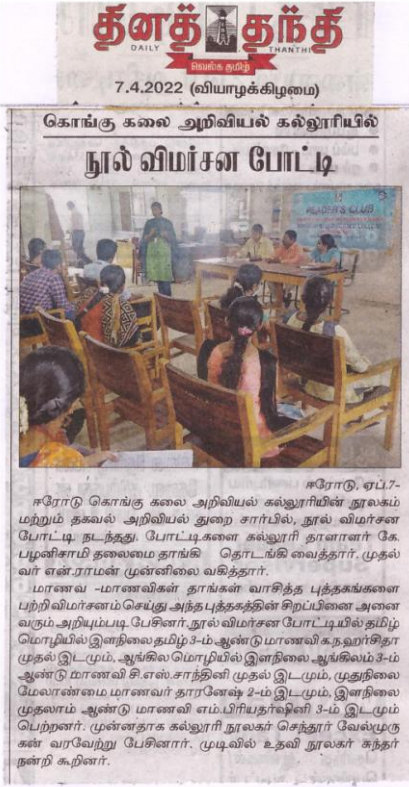 தினத்தந்தி
DAILY THANTHI
வெல்க தமிழ்
7.4.2022 (வியாழக்கிழமை)
கொங்கு கலை அறிவியல் கல்லூரியில்
நூல் விமர்சன போட்டி
READER'S CLUB
ஈரோடு, ஏப்.7-
ஈரோடு கொங்கு கலை அறிவியல் கல்லூரியின் நூலகம்
மற்றும் தகவல் அறிவியல் துறை சார்பில், நூல் விமர்சன
போட்டி நடந்தது. போட்டிகளை கல்லூரி தாளாளர் கே.
பழனிசாமி தலைமை தாங்கி தொடங்கி வைத்தார். முதல்
வர் என்.ராமன் முன்னிலை வகித்தார்.
மாணவ -மாணவிகள் தாங்கள் வாசித்த புத்தகங்களை
பற்றி விமர்சனம் செய்து அந்த புத்தகத்தின் சிறப்பினை அனை
வரும் அறியும்படி பேசினர். நூல் விமர்சன போட்டியில் தமிழ்
மொழியில் இளநிலை தமிழ் 3-ம் ஆண்டு மாணவி க.ந.ஹர்சிதா
முதல் இடமும், ஆங்கில மொழியில் இளநிலை ஆங்கிலம் 3-ம்
ஆண்டு மாணவி சி.எஸ்.சாந்தினி முதல் இடமும், முதுநிலை
மேலாண்மை மாணவர் தாரனேஷ் 2-ம் இடமும், இளநிலை
முதலாம் ஆண்டு மாணவி எம்.பிரியதர்ஷினி 3-ம் இடமும்
பெற்றனர். முன்னதாக கல்லூரி நூலகர் செந்தூர் வேல்முரு
கன் வரவேற்று பேசினார். முடிவில் உதவி நூலகர் சுந்தர்
நன்றி கூறினார்.